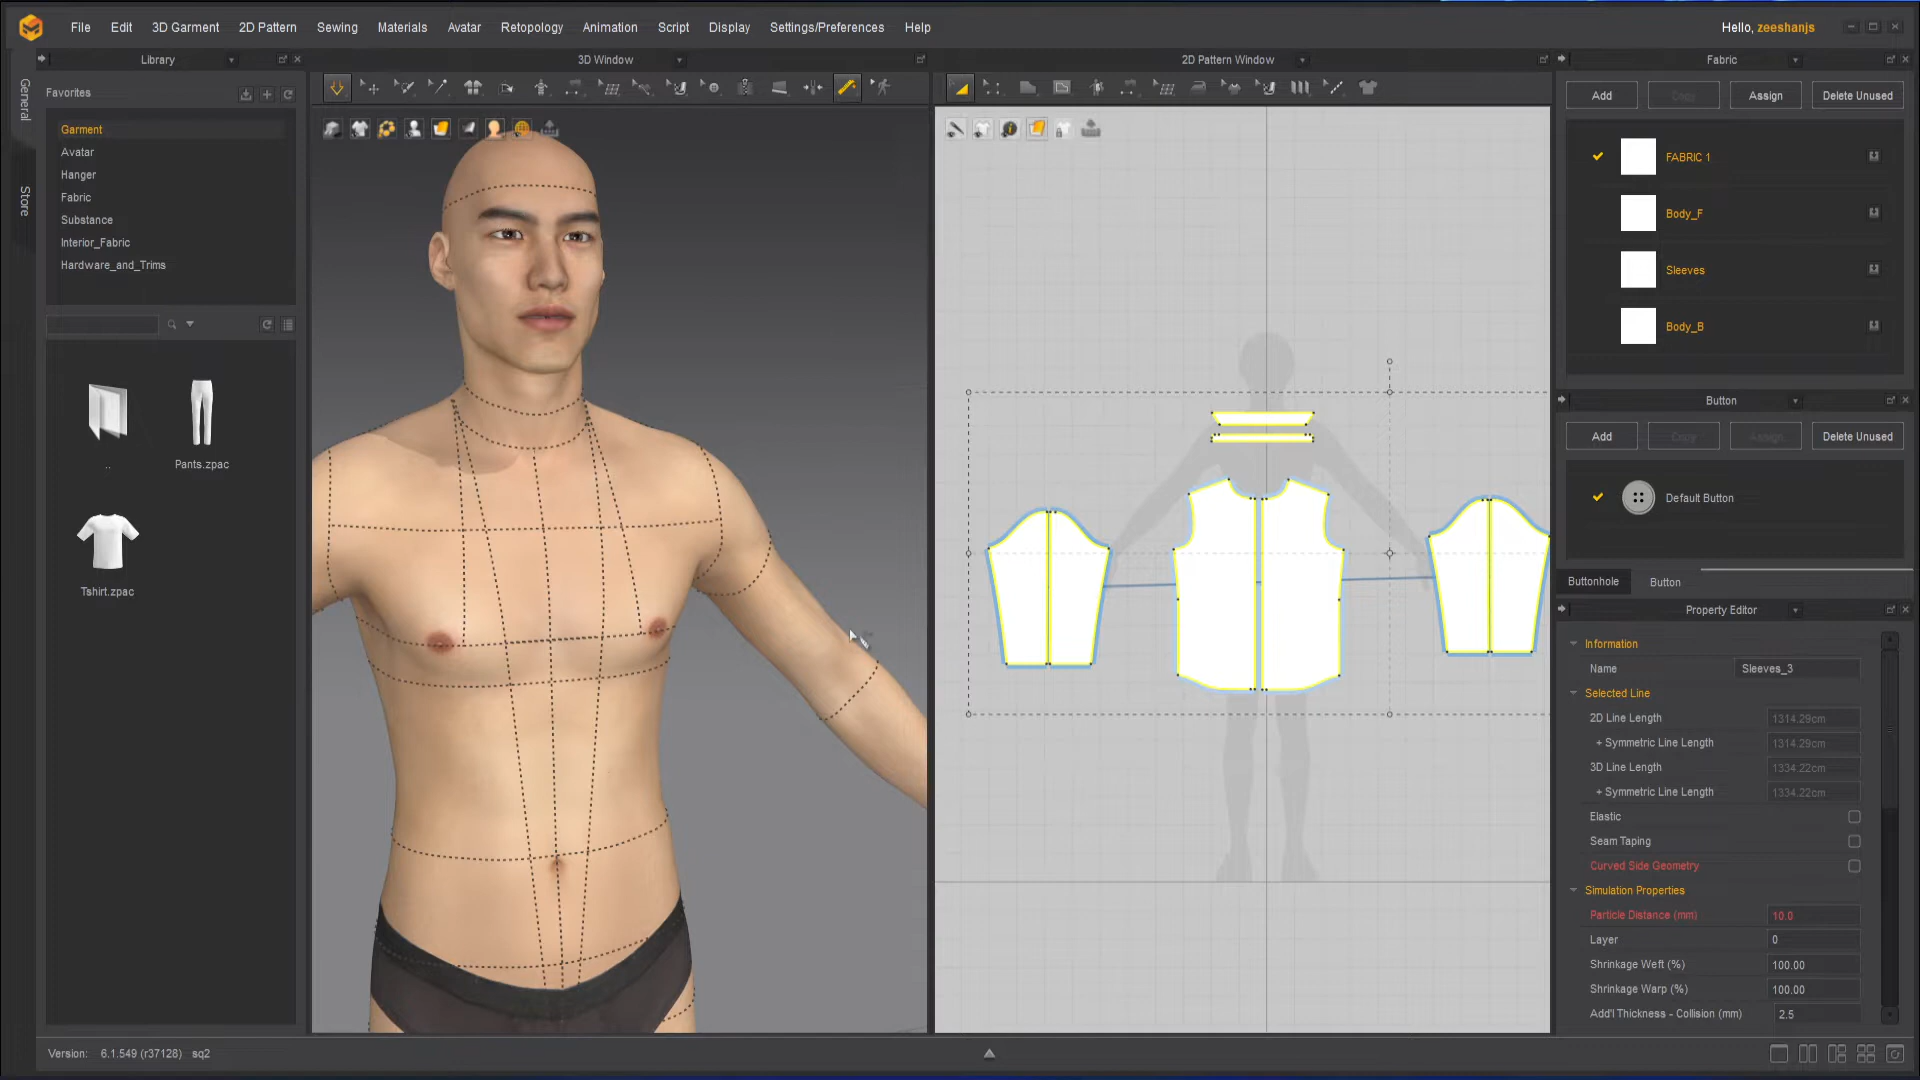 File Edit 3D Garment 2D Pattern Sewing Materials Avatar Retopology Animation Script Display Settings/Preferences Help
Hello, zeeshanjs
Library
3D Window
2D Pattern Window
Fabric
General
Store
Favorites
Garment
Avatar
Hanger
Fabric
Substance
Interior_Fabric
Hardware_and_Trims
..
Pants.zpac
Tshirt.zpac
Add Copy Assign Delete Unused
FABRIC 1
Body_F
Sleeves
Body_B
Button
Add Copy Assign Delete Unused
Default Button
Buttonhole Button
Property Editor
Information
Name Sleeves_3
Selected Line
2D Line Length 1314.29cm
+ Symmetric Line Length 1314.29cm
3D Line Length 1334.22cm
+ Symmetric Line Length 1334.22cm
Elastic
Seam Taping
Curved Side Geometry
Simulation Properties
Particle Distance (mm) 10.0
Layer 0
Shrinkage Weft (%) 100.00
Shrinkage Warp (%) 100.00
Add'l Thickness - Collision (mm) 2.5
Version: 6.1.549 (r37128) sq2